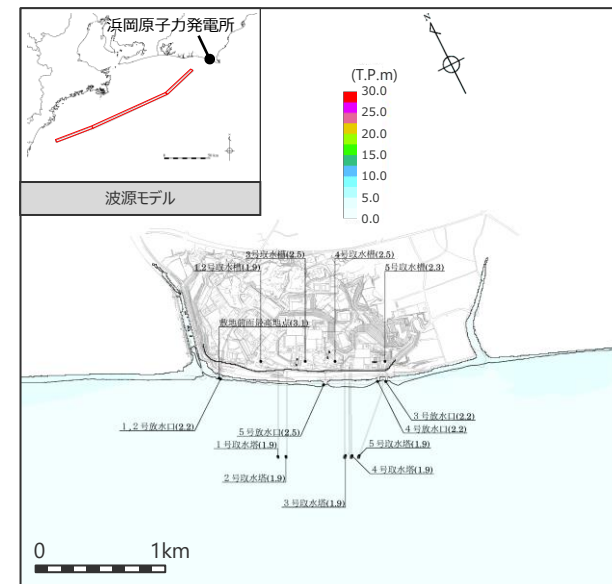 浜岡原子力発電所
波源モデル
N
(T.P.m)
30.0
25.0
20.0
15.0
10.0
5.0
0.0
3号取水槽(2.5)
4号取水槽(2.5)
1,2号取水槽(1.9)
5号取水槽(2.3)
敷地前面最高地点(3.1)
1,2号放水口(2.2)
5号放水口(2.5)
3号放水口(2.2)
4号放水口(2.2)
1号取水塔(1.9)
5号取水塔(1.9)
2号取水塔(1.9)
4号取水塔(1.9)
3号取水塔(1.9)
0 1km